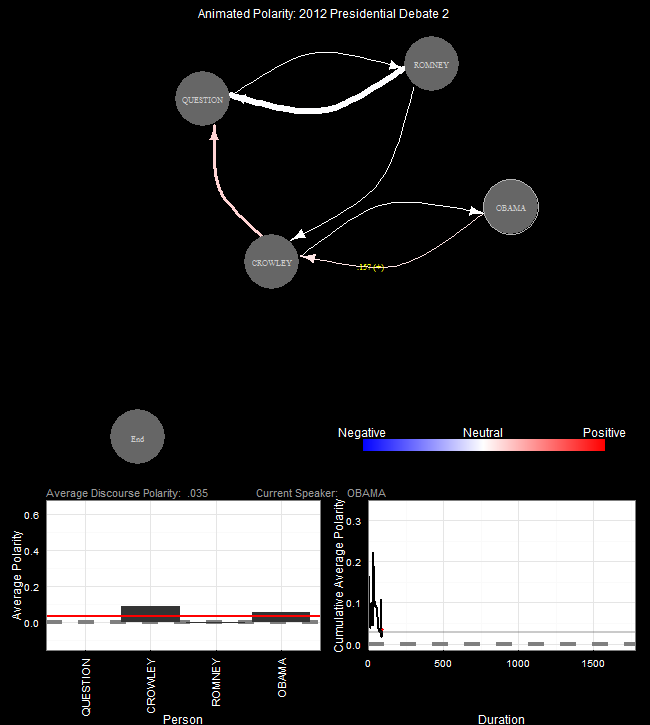 Animated Polarity: 2012 Presidential Debate 2
ROMNEY
QUESTION
OBAMA
CROWLEY
.157 (+)
End
Negative Neutral Positive
Average Discourse Polarity: .035 Current Speaker: OBAMA
Average Polarity
0.6
0.4
0.2
0.0
QUESTION
CROWLEY
ROMNEY
OBAMA
Person
Cumulative Average Polarity
0.3
0.2
0.1
0.0
0 500 1000 1500
Duration